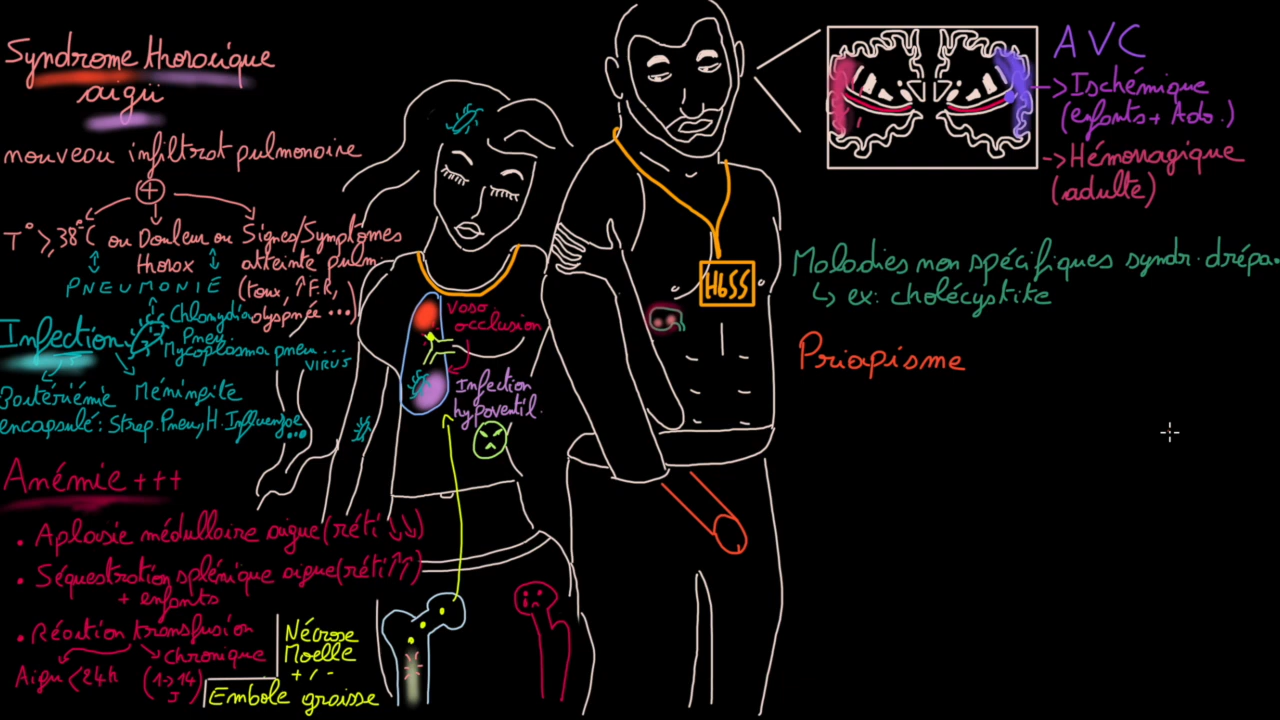 Syndrome thoracique
aigü
nouveau infiltrat pulmonaire
+
T° ≥ 38°C ou Douleur ou Signes/Symptômes
thorax
atteinte pulm.
(toux, ↑F.R,
dyspnée ...)
PNEUMONIE
Infection
Chlamydia
Pneu.
Mycoplasma pneu...
VIRUS
Bactériémie
Méningite
encapsulé: Strep. Pneu, H. Influenzae
...
Anémie +++
• Aplasie médullaire aigue (réti ↓↓)
• Séquestration splénique aigue (réti ↑↑)
+ enfants
• Réaction transfusion
Aigu < 24h
chronique
(1->14)
J
Nécrose
Moelle
+/-
Embole graisse
Vaso
occlusion
Infection
hypoventil.
HbSS
AVC
-> Ischémique
(enfants + Ado.)
-> Hémorragique
(adulte)
Maladies non spécifiques syndr. drépa.
↳ ex: cholécystite
Priapisme